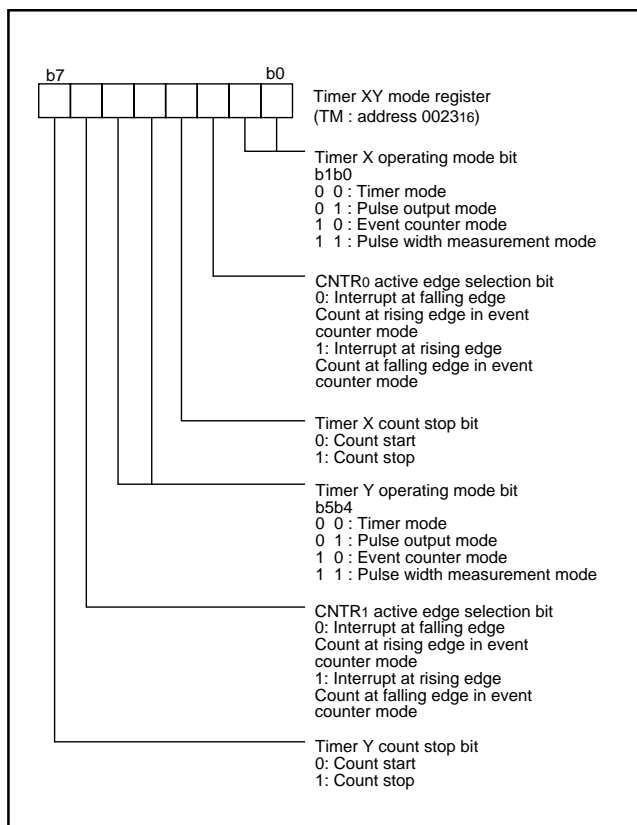 b7 b0
Timer XY mode register
(TM : address 002316)
Timer X operating mode bit
b1b0
0 0 : Timer mode
0 1 : Pulse output mode
1 0 : Event counter mode
1 1 : Pulse width measurement mode
CNTR0 active edge selection bit
0: Interrupt at falling edge
Count at rising edge in event
counter mode
1: Interrupt at rising edge
Count at falling edge in event
counter mode
Timer X count stop bit
0: Count start
1: Count stop
Timer Y operating mode bit
b5b4
0 0 : Timer mode
0 1 : Pulse output mode
1 0 : Event counter mode
1 1 : Pulse width measurement mode
CNTR1 active edge selection bit
0: Interrupt at falling edge
Count at rising edge in event
counter mode
1: Interrupt at rising edge
Count at falling edge in event
counter mode
Timer Y count stop bit
0: Count start
1: Count stop